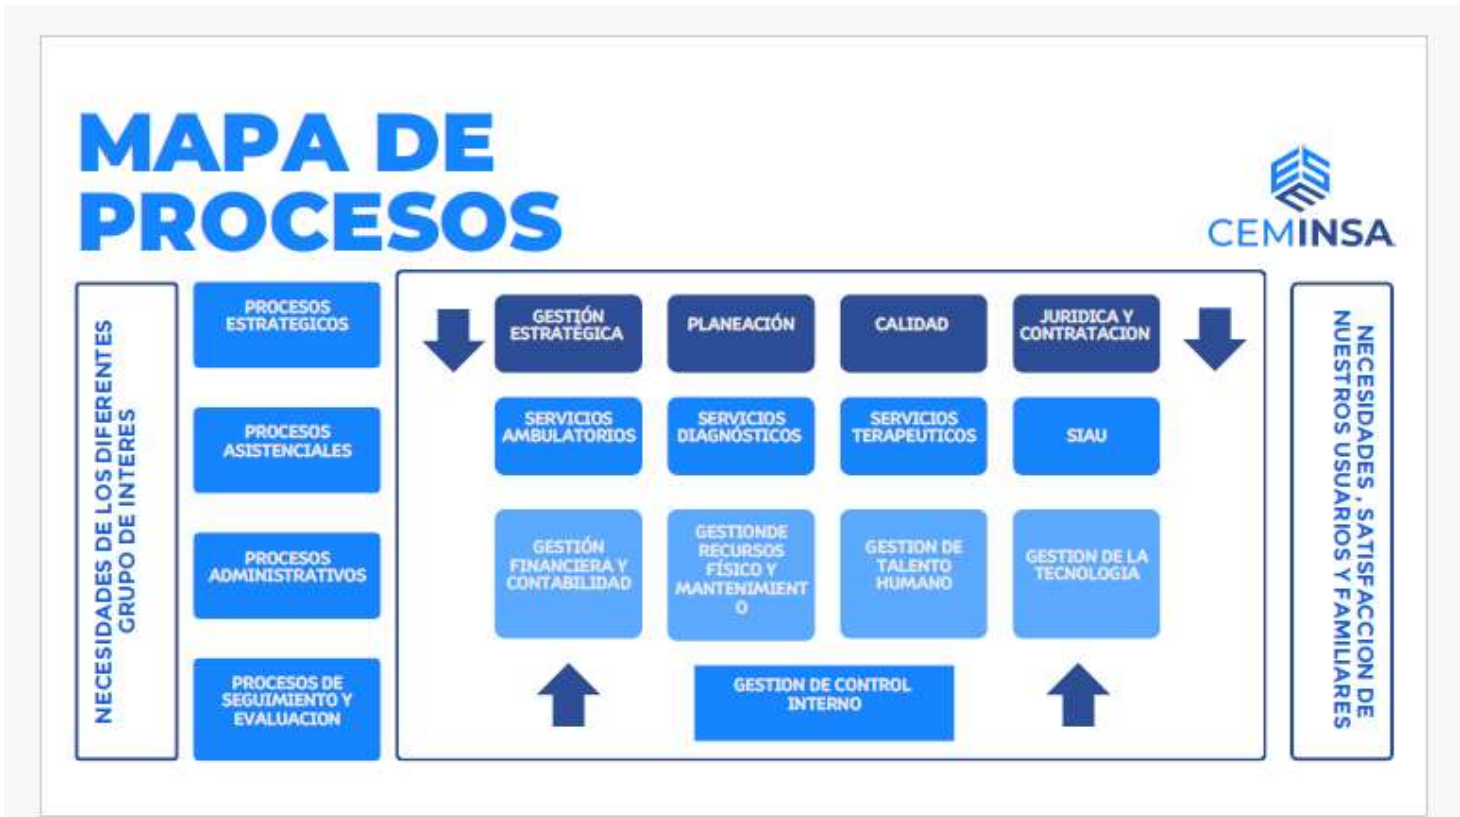 MAPA DE
PROCESOS
CEMINSA
NECESIDADES DE LOS DIFERENTES
GRUPO DE INTERES
PROCESOS
ESTRATEGICOS
PROCESOS
ASISTENCIALES
PROCESOS
ADMINISTRATIVOS
PROCESOS DE
SEGUIMIENTO Y
EVALUACION
GESTIÓN
ESTRATÉGICA
PLANEACIÓN
CALIDAD
JURIDICA Y
CONTRATACION
SERVICIOS
AMBULATORIOS
SERVICIOS
DIAGNÓSTICOS
SERVICIOS
TERAPEUTICOS
SIAU
GESTIÓN
FINANCIERA Y
CONTABILIDAD
GESTIONDE
RECURSOS
FÍSICO Y
MANTENIMIENT
O
GESTION DE
TALENTO
HUMANO
GESTION DE LA
TECNOLOGIA
GESTION DE CONTROL
INTERNO
NECESIDADES , SATISFACCION DE
NUESTROS USUARIOS Y FAMILIARES